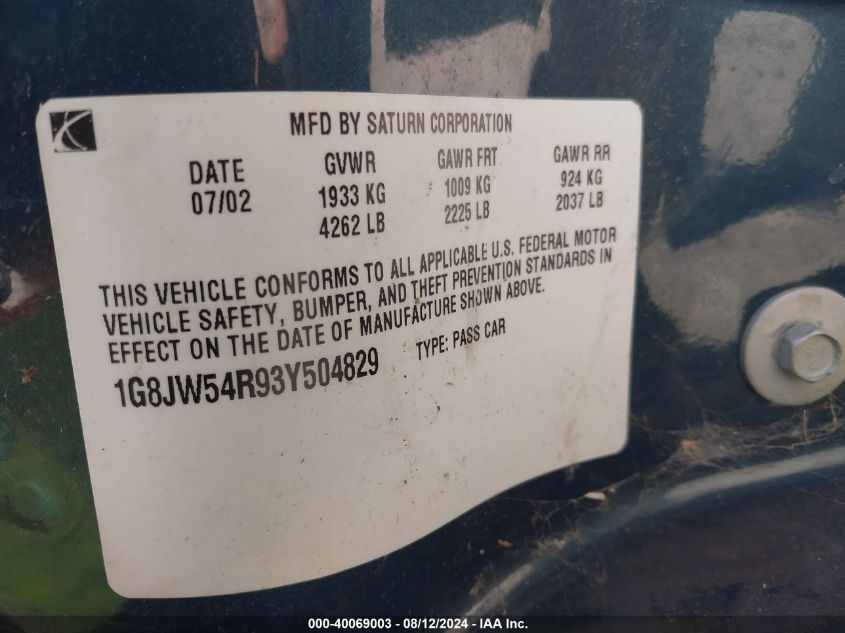 MFD BY SATURN CORPORATION
DATE GVWR GAWR FRT GAWR RR
07/02 1933 KG 1009 KG 924 KG
4262 LB 2225 LB 2037 LB
THIS VEHICLE CONFORMS TO ALL APPLICABLE U.S. FEDERAL MOTOR
VEHICLE SAFETY, BUMPER, AND THEFT PREVENTION STANDARDS IN
EFFECT ON THE DATE OF MANUFACTURE SHOWN ABOVE.
1G8JW54R93Y504829 TYPE: PASS CAR
000-40069003 - 08/12/2024 - IAA Inc.